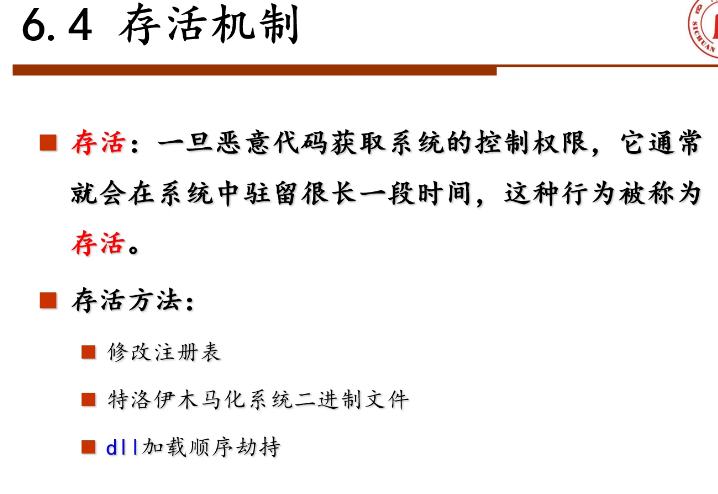 6.4 存活机制
SICHUAN
存活：一旦恶意代码获取系统的控制权限，它通常
就会在系统中驻留很长一段时间，这种行为被称为
存活。
存活方法：
修改注册表
特洛伊木马化系统二进制文件
dll加载顺序劫持